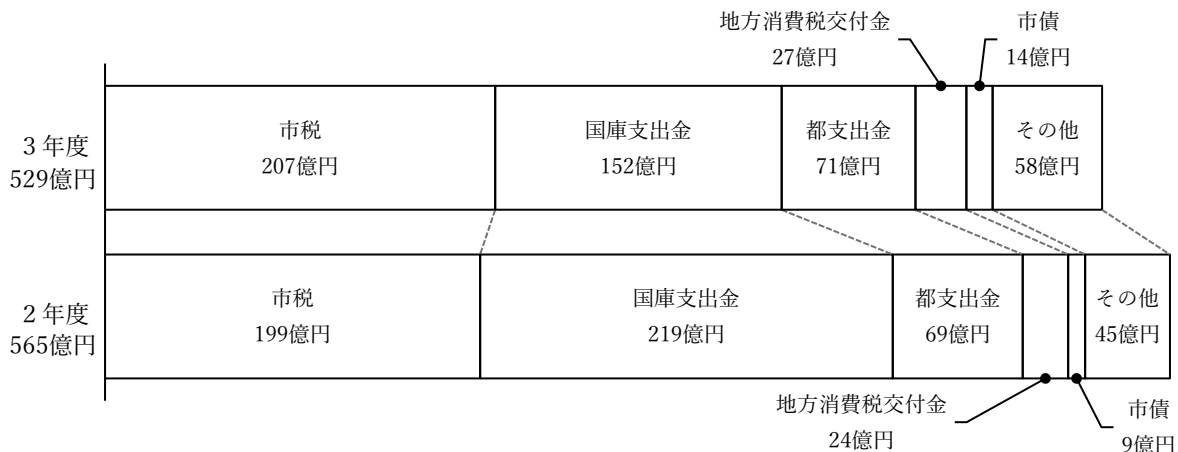 地方消費税交付金
27億円
市債
14億円
3 年度
529億円
市税
207億円
国庫支出金
152億円
都支出金
71億円
その他
58億円
2 年度
565億円
市税
199億円
国庫支出金
219億円
都支出金
69億円
その他
45億円
地方消費税交付金
24億円
市債
9億円